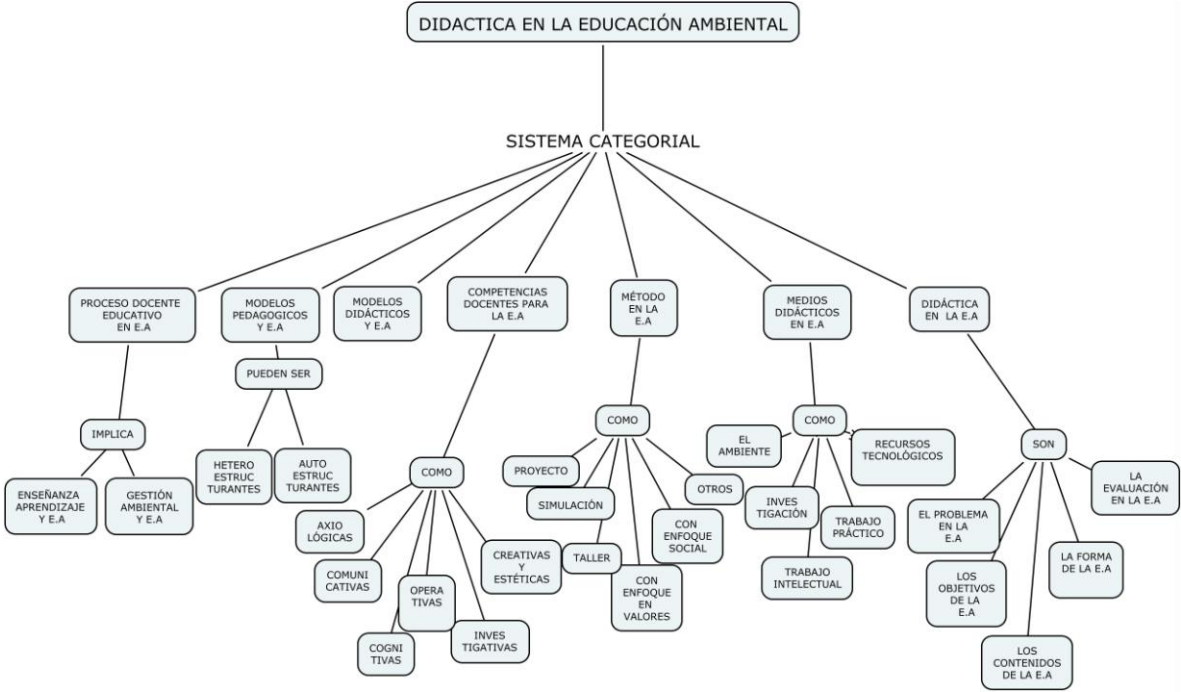 DIDACTICA EN LA EDUCACIÓN AMBIENTAL
SISTEMA CATEGORIAL
PROCESO DOCENTE
EDUCATIVO
EN E.A
MODELOS
PEDAGOGICOS
Y E.A
MODELOS
DIDÁCTICOS
Y E.A
COMPETENCIAS
DOCENTES PARA
LA E.A
MÉTODO
EN LA
E.A
MEDIOS
DIDÁCTICOS
EN E.A
DIDÁCTICA
EN LA E.A
IMPLICA
ENSEÑANZA
APRENDIZAJE
Y E.A
GESTIÓN
AMBIENTAL
Y E.A
PUEDEN SER
HETERO
ESTRUC
TURANTES
AUTO
ESTRUC
TURANTES
COMO
AXIO
LÓGICAS
COMUNI
CATIVAS
COGNI
TIVAS
OPERA
TIVAS
INVES
TIGATIVAS
CREATIVAS
Y
ESTÉTICAS
COMO
PROYECTO
SIMULACIÓN
TALLER
CON
ENFOQUE
EN
VALORES
CON
ENFOQUE
SOCIAL
OTROS
COMO
EL
AMBIENTE
INVES
TIGACIÓN
TRABAJO
INTELECTUAL
TRABAJO
PRÁCTICO
RECURSOS
TECNOLÓGICOS
SON
EL PROBLEMA
EN LA
E.A
LOS
OBJETIVOS
DE LA
E.A
LOS
CONTENIDOS
DE LA E.A
LA FORMA
DE LA E.A
LA
EVALUACIÓN
EN LA E.A